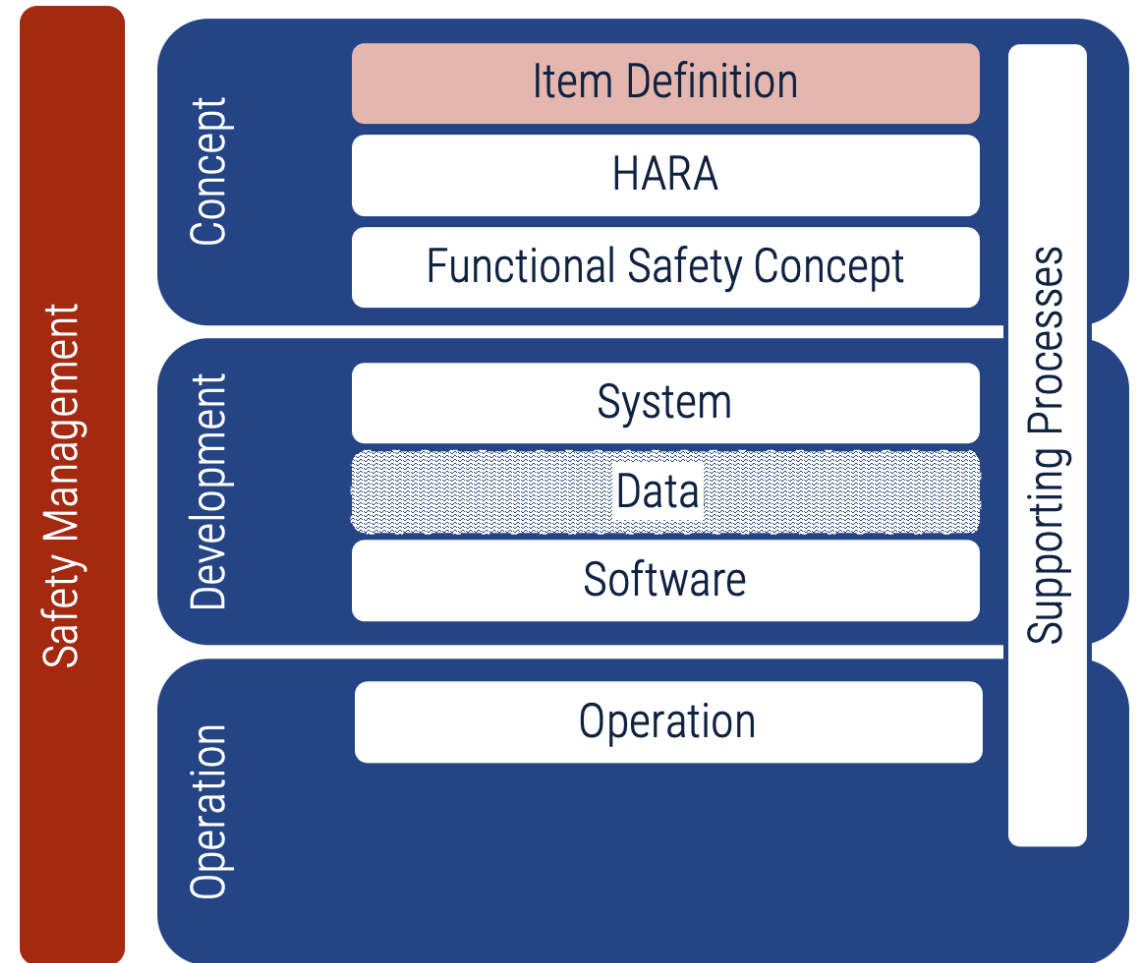 Safety Management
Concept
Item Definition
HARA
Functional Safety Concept
Development
System
Data
Software
Operation
Operation
Supporting Processes